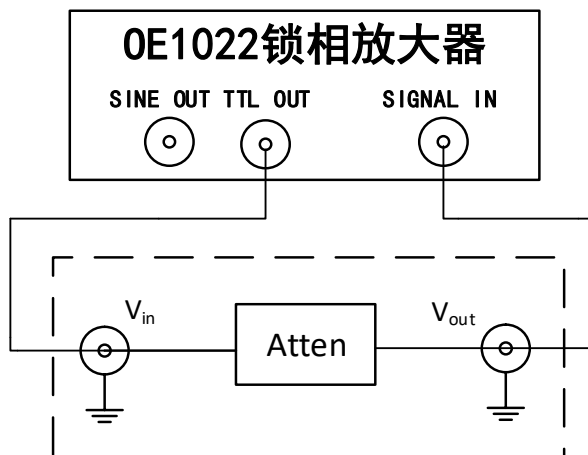 OE1022锁相放大器
SINE OUT TTL OUT SIGNAL IN
Vin Vout
Atten